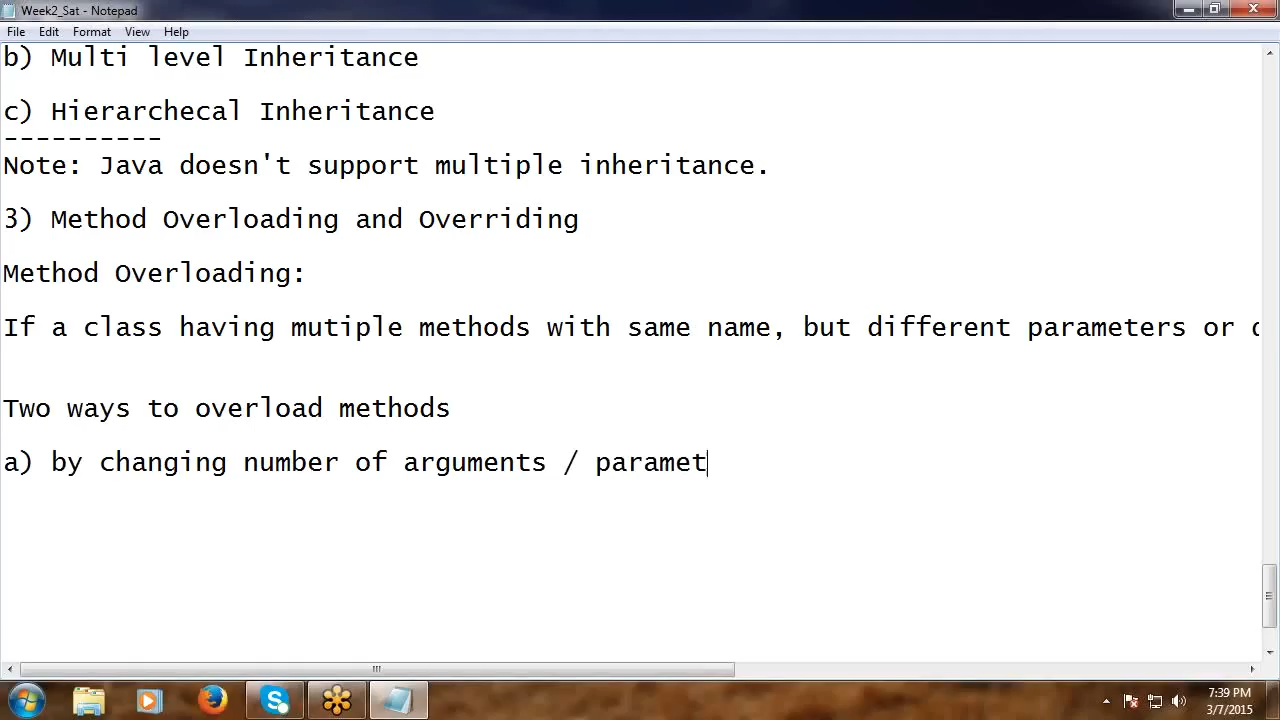 Week2_Sat - Notepad
File Edit Format View Help
b) Multi level Inheritance
c) Hierarchecal Inheritance
----------
Note: Java doesn't support multiple inheritance.
3) Method Overloading and Overriding
Method Overloading:
If a class having mutiple methods with same name, but different parameters or
Two ways to overload methods
a) by changing number of arguments / paramet
7:39 PM
3/7/2015